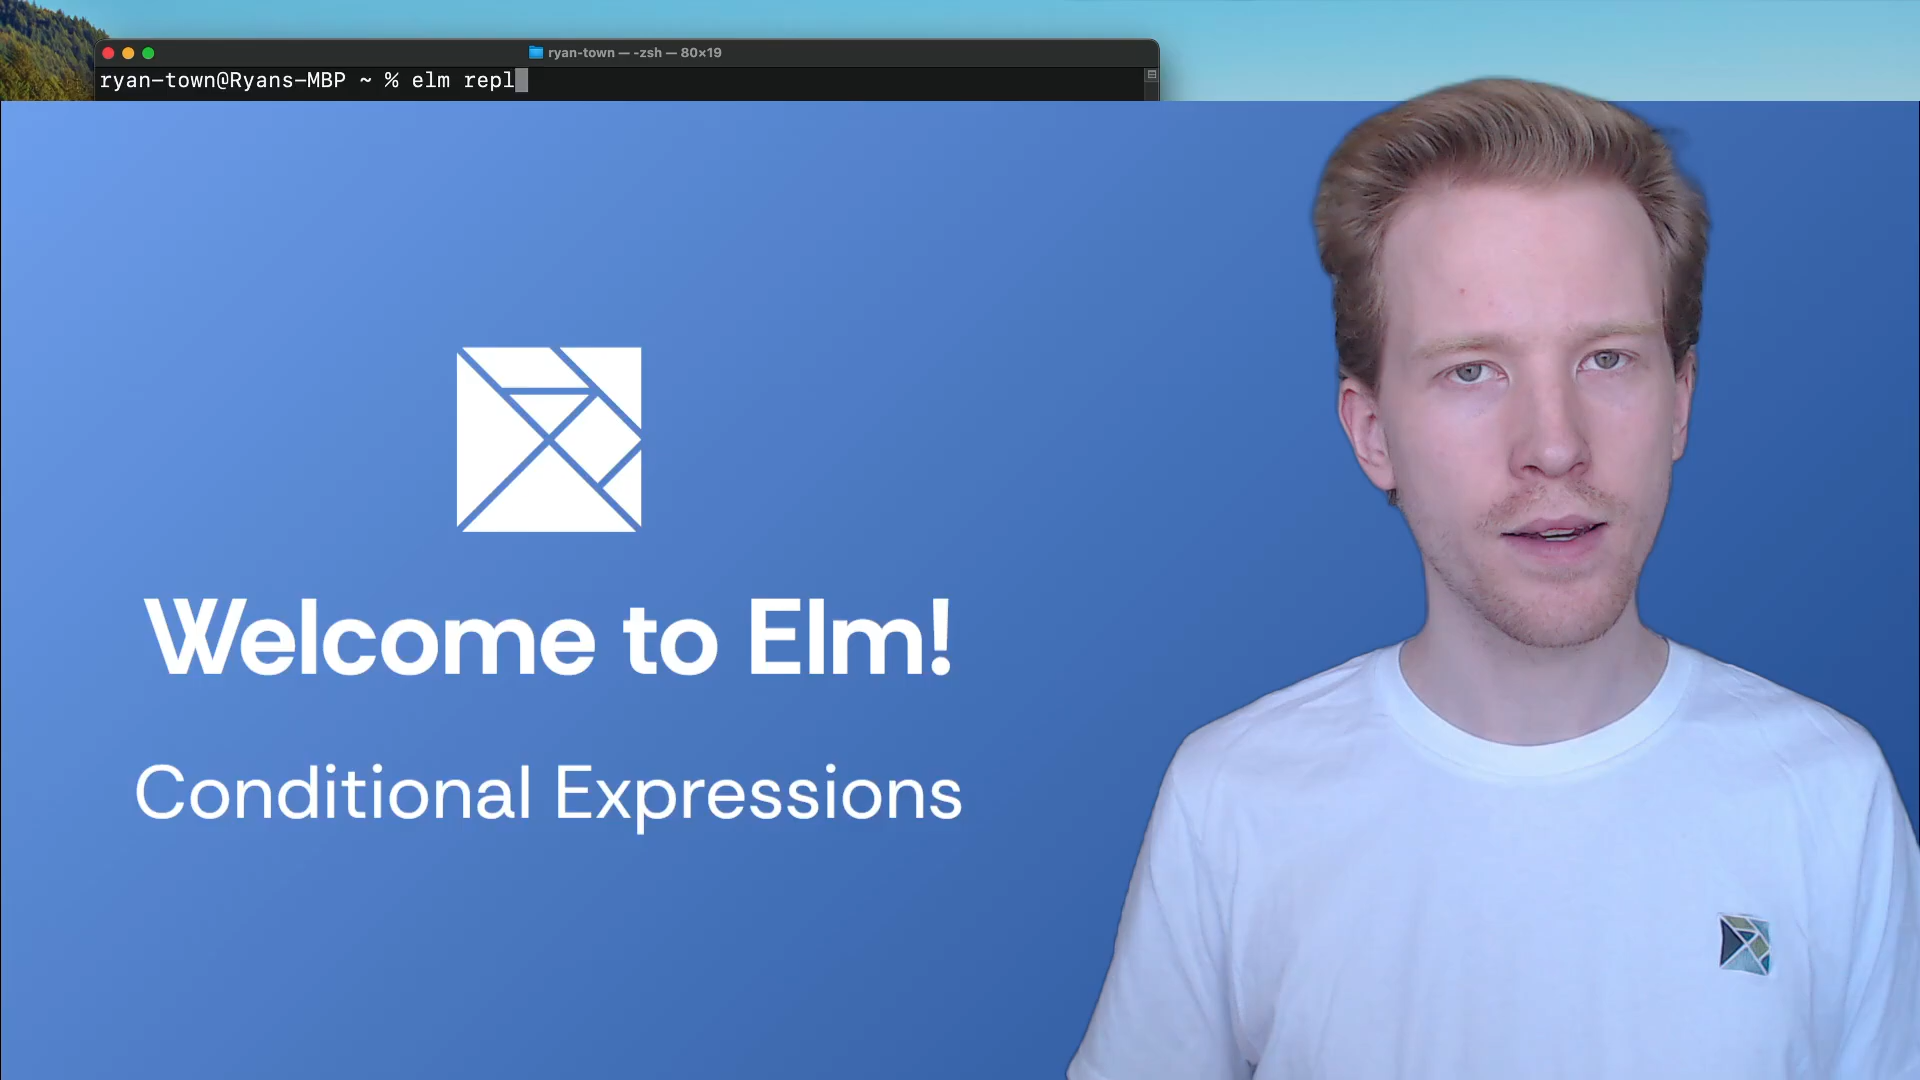 ryan-town — -zsh — 80×19
ryan-town@Ryans-MBP ~ % elm repl
Welcome to Elm!
Conditional Expressions